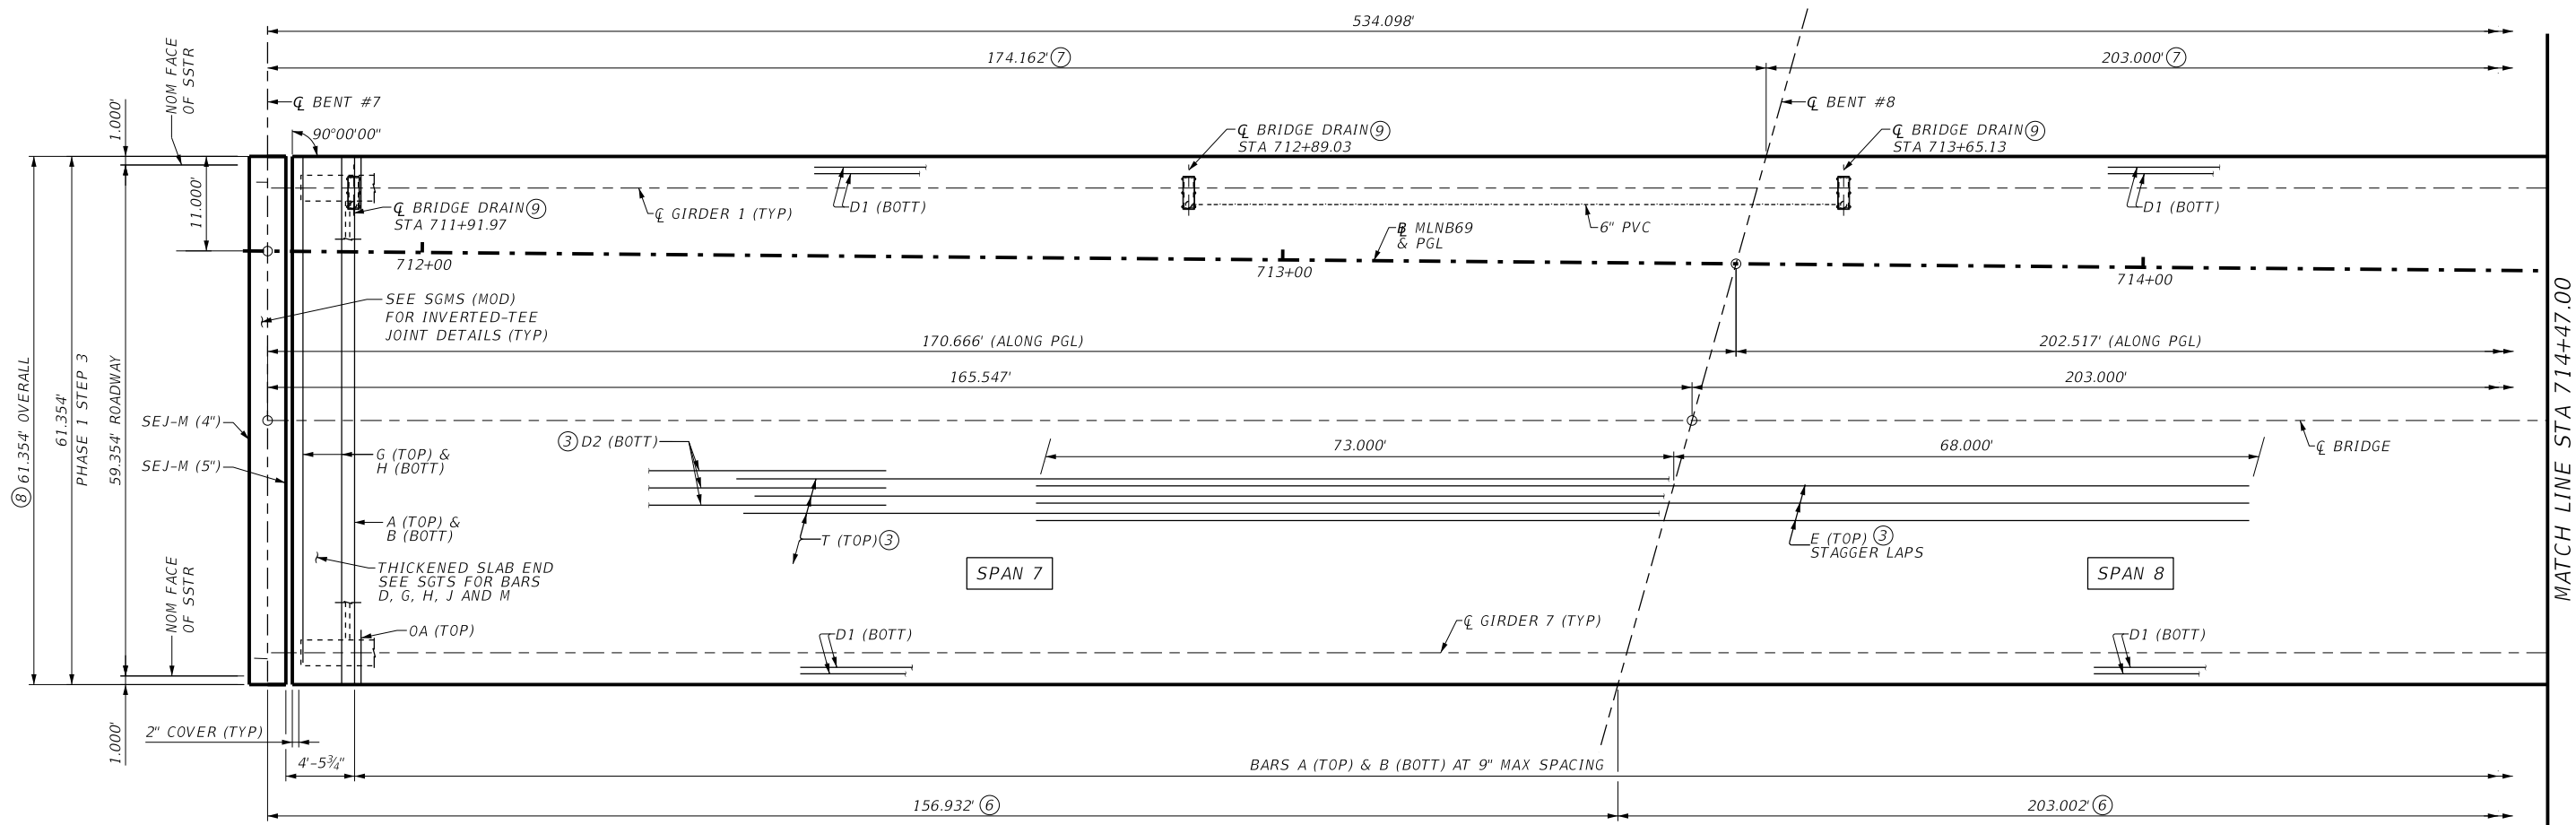 534.098'
174.162' 7
203.000' 7
NOM FACE
OF SSTR
1.000'
℄ BENT #7
℄ BENT #8
90°00'00"
℄ BRIDGE DRAIN 9
STA 712+89.03
℄ BRIDGE DRAIN 9
STA 713+65.13
11.000'
℄ BRIDGE DRAIN 9
STA 711+91.97
℄ GIRDER 1 (TYP)
D1 (BOTT)
6" PVC
D1 (BOTT)
MLNB69
& PGL
712+00
713+00
714+00
SEE SGMS (MOD)
FOR INVERTED-TEE
JOINT DETAILS (TYP)
170.666' (ALONG PGL)
202.517' (ALONG PGL)
165.547'
203.000'
8 61.354' OVERALL
61.354'
PHASE 1 STEP 3
59.354' ROADWAY
SEJ-M (4")
SEJ-M (5")
G (TOP) &
H (BOTT)
3 D2 (BOTT)
73.000'
68.000'
℄ BRIDGE
A (TOP) &
B (BOTT)
T (TOP) 3
E (TOP) 3
STAGGER LAPS
THICKENED SLAB END
SEE SGTS FOR BARS
D, G, H, J AND M
SPAN 7
SPAN 8
MATCH LINE STA 714+47.00
NOM FACE
OF SSTR
OA (TOP)
D1 (BOTT)
℄ GIRDER 7 (TYP)
D1 (BOTT)
1.000'
2" COVER (TYP)
4'-5¾"
BARS A (TOP) & B (BOTT) AT 9" MAX SPACING
156.932' 6
203.002' 6